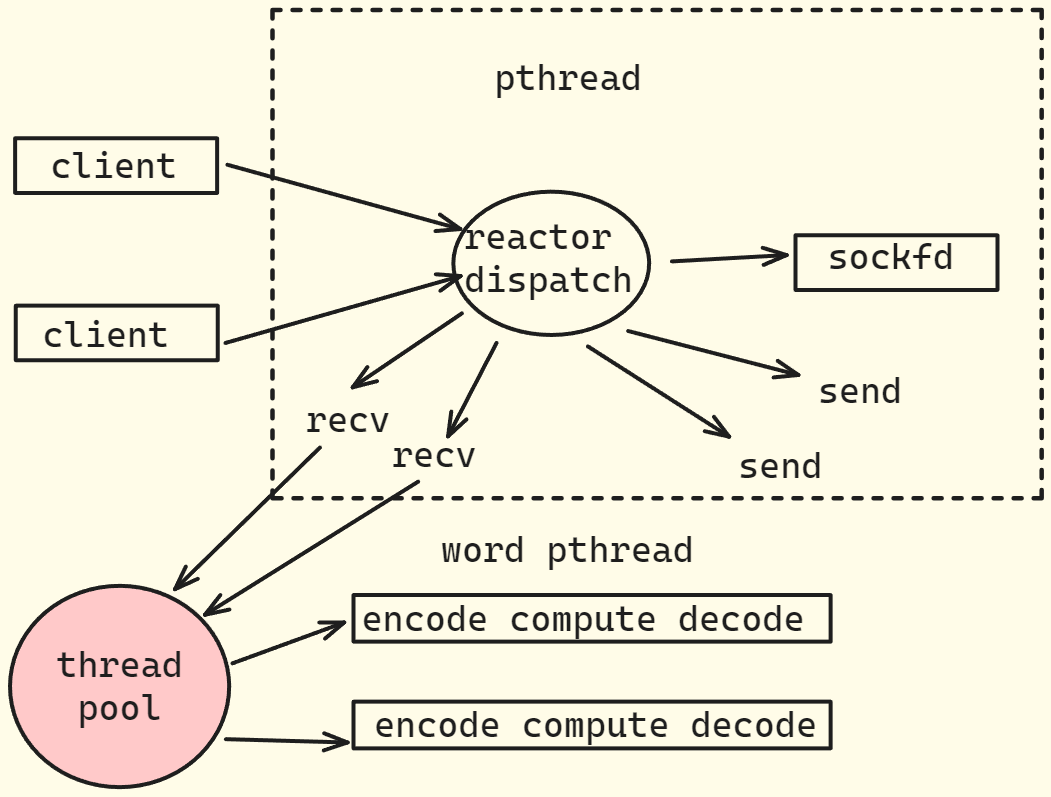 pthread
client
reactor
dispatch
sockfd
client
send
recv
recv
send
word pthread
encode compute decode
thread
pool
encode compute decode